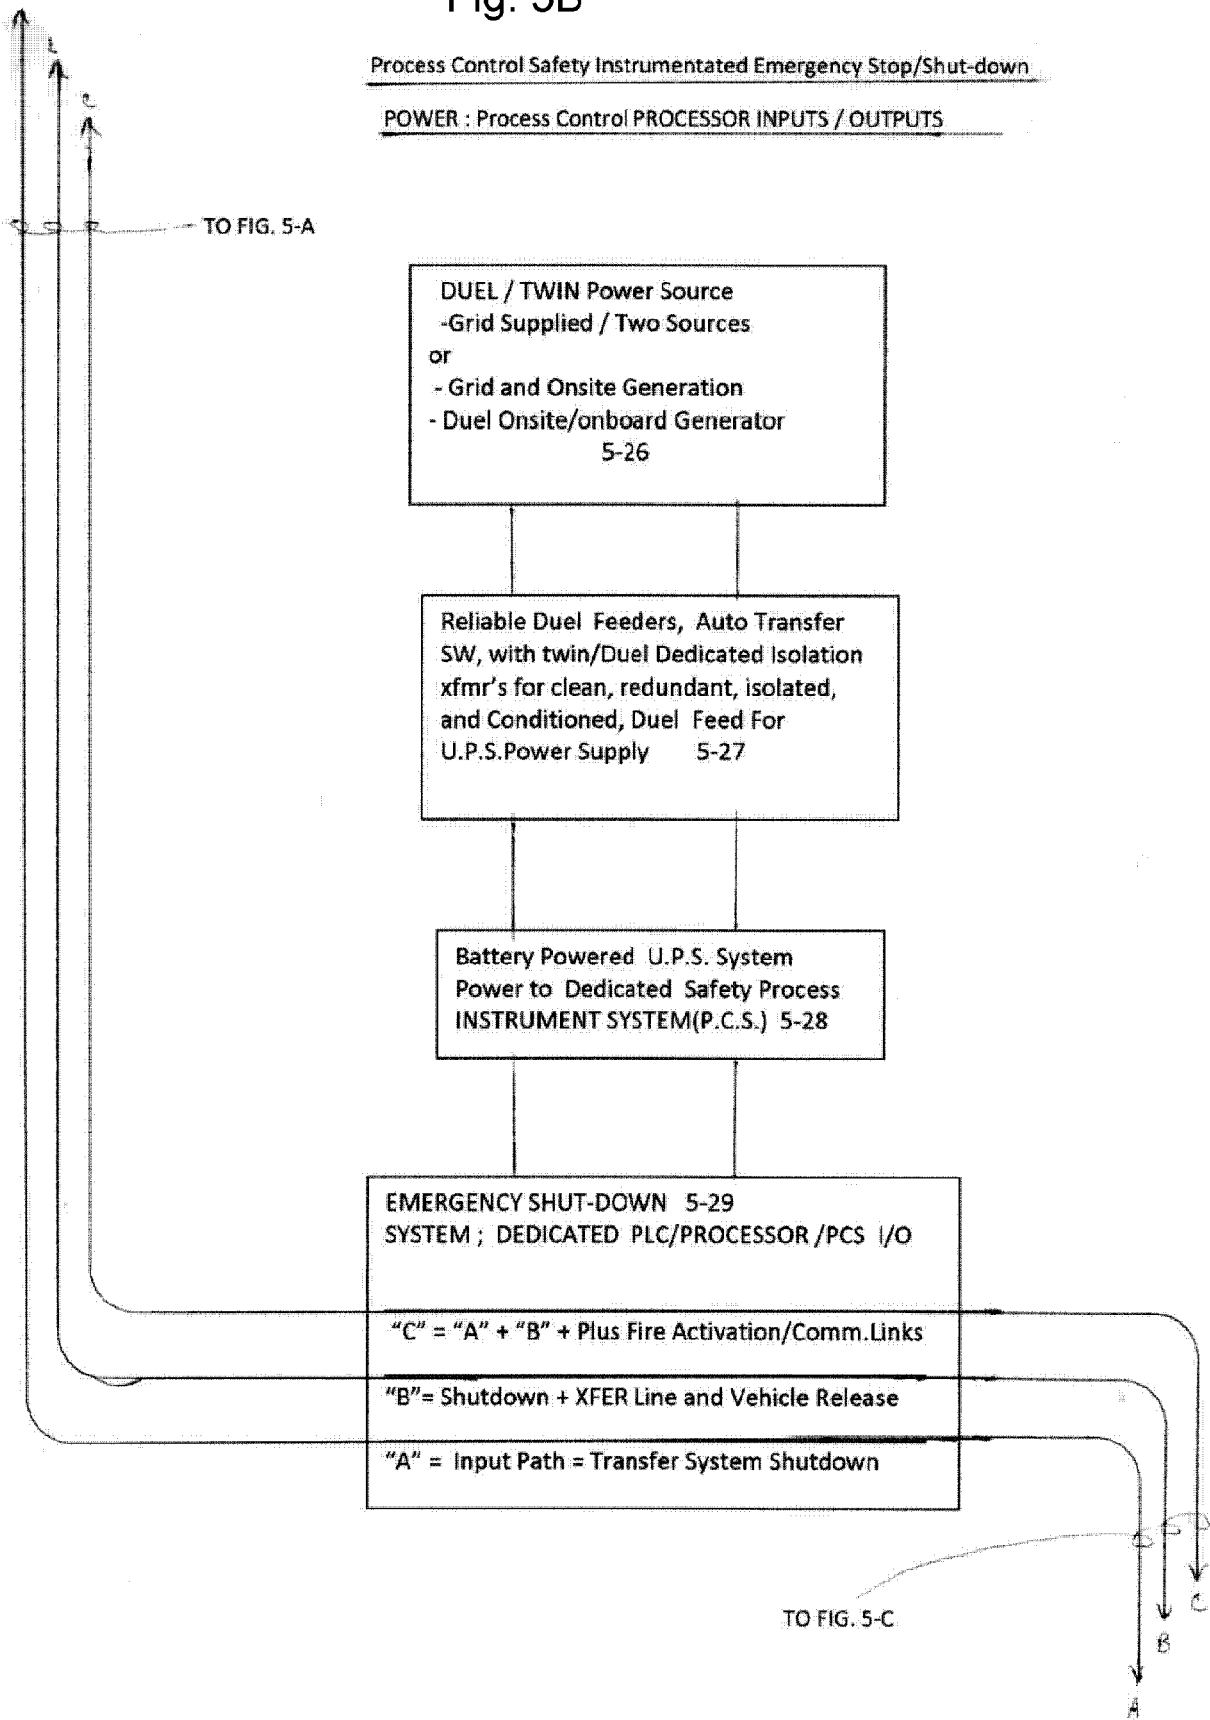 Fig. 5B
Process Control Safety Instrumentated Emergency Stop/Shut-down
POWER : Process Control PROCESSOR INPUTS / OUTPUTS
C
TO FIG. 5-A
DUEL / TWIN Power Source
-Grid Supplied / Two Sources
or
- Grid and Onsite Generation
- Duel Onsite/onboard Generator
5-26
Reliable Duel Feeders, Auto Transfer
SW, with twin/Duel Dedicated Isolation
xfmr's for clean, redundant, isolated,
and Conditioned, Duel Feed For
U.P.S.Power Supply 5-27
Battery Powered U.P.S. System
Power to Dedicated Safety Process
INSTRUMENT SYSTEM(P.C.S.) 5-28
EMERGENCY SHUT-DOWN 5-29
SYSTEM ; DEDICATED PLC/PROCESSOR /PCS I/O
"C" = "A" + "B" + Plus Fire Activation/Comm.Links
"B"= Shutdown + XFER Line and Vehicle Release
"A" = Input Path = Transfer System Shutdown
TO FIG. 5-C
C
B
A